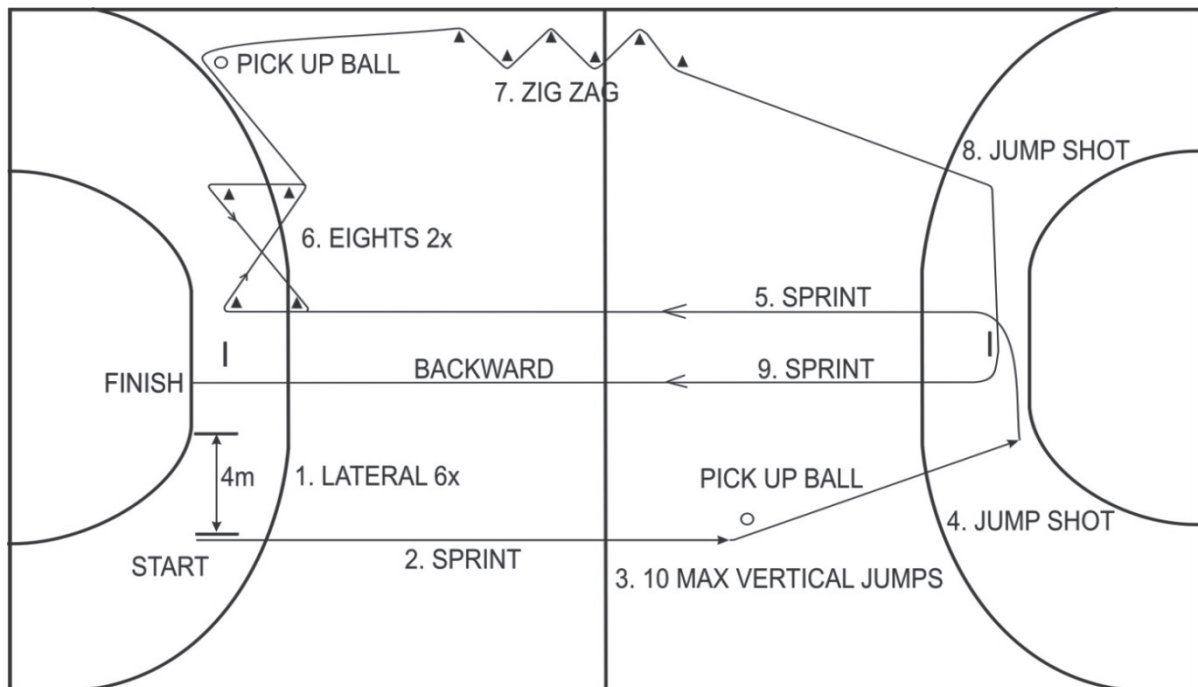 PICK UP BALL
7. ZIG ZAG
8. JUMP SHOT
6. EIGHTS 2x
5. SPRINT
FINISH
BACKWARD
9. SPRINT
4m
1. LATERAL 6x
PICK UP BALL
START
2. SPRINT
4. JUMP SHOT
3. 10 MAX VERTICAL JUMPS